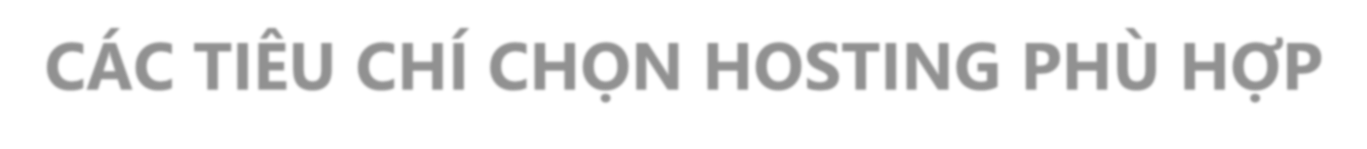 CÁC TIÊU CHÍ CHỌN HOSTING PHÙ HỢP